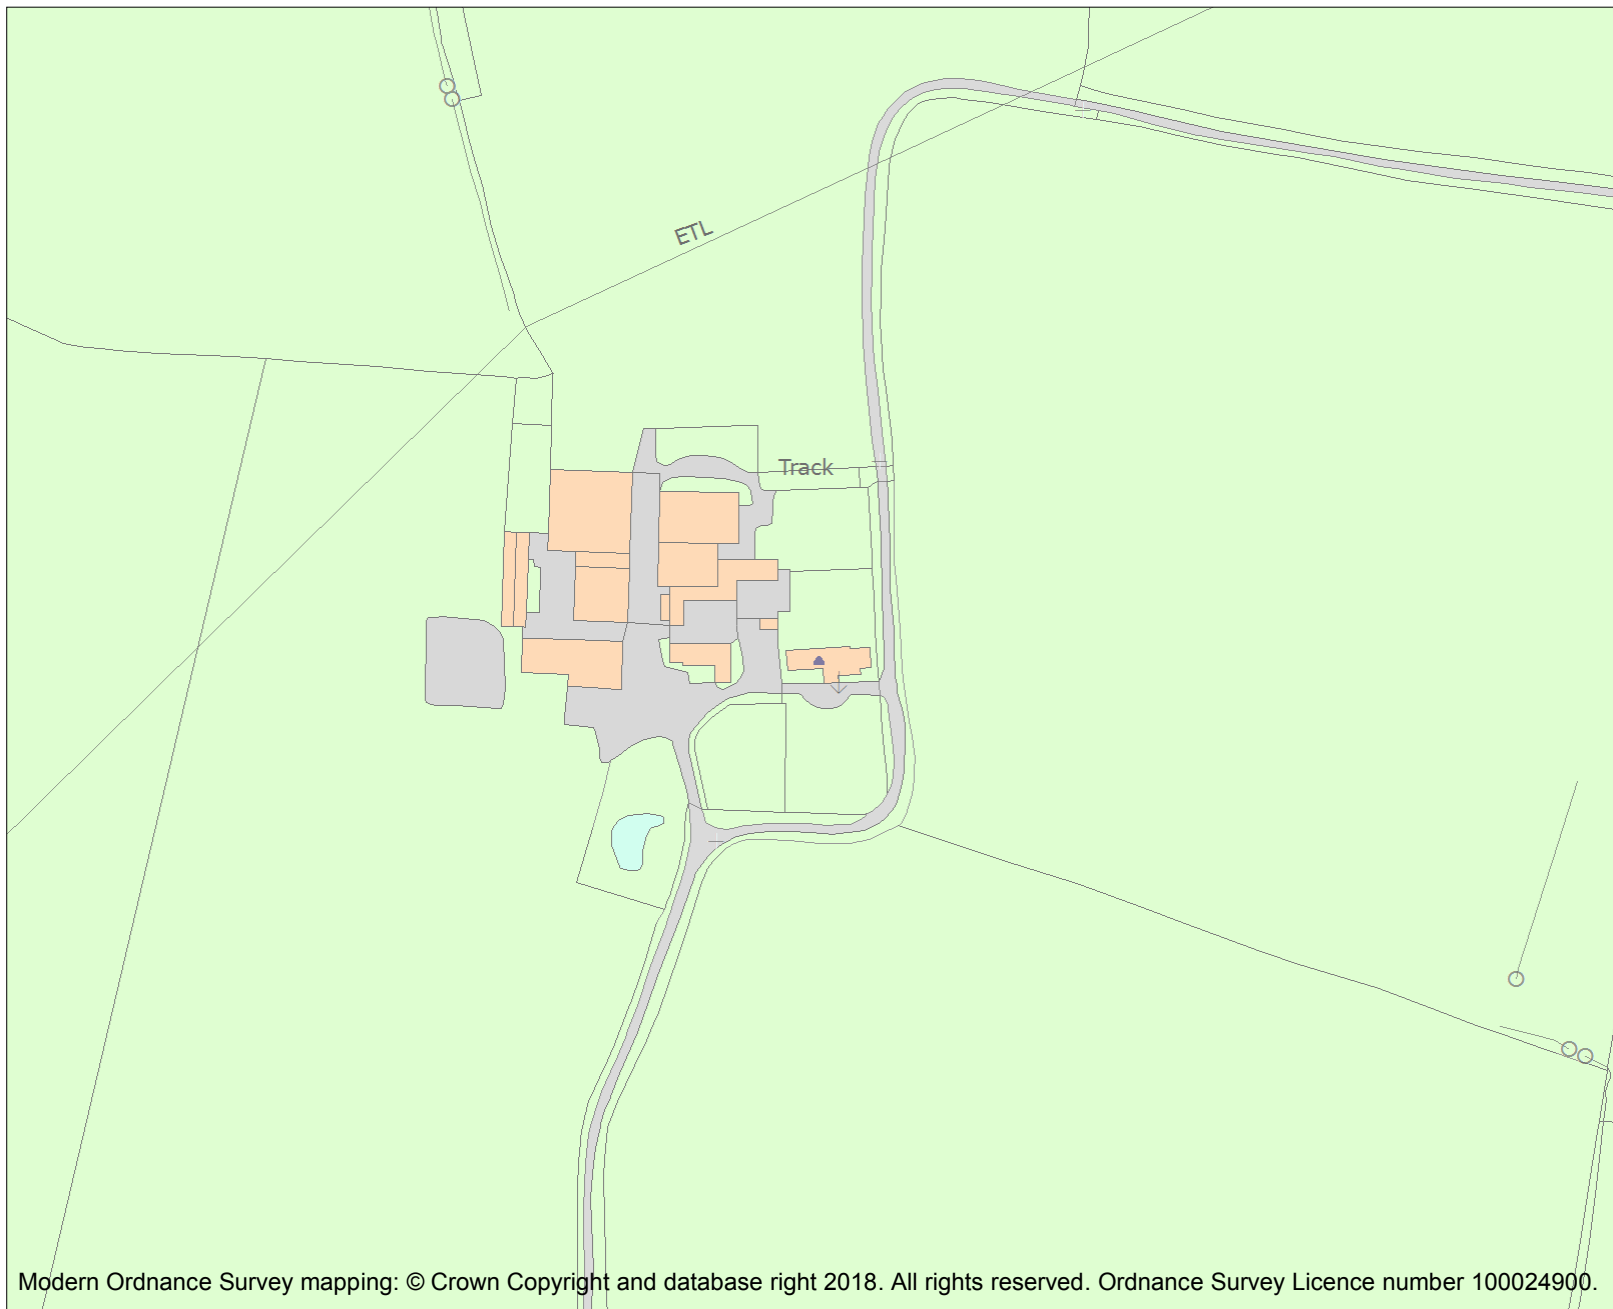 ETL
Track
Modern Ordnance Survey mapping: © Crown Copyright and database right 2018. All rights reserved. Ordnance Survey Licence number 100024900.